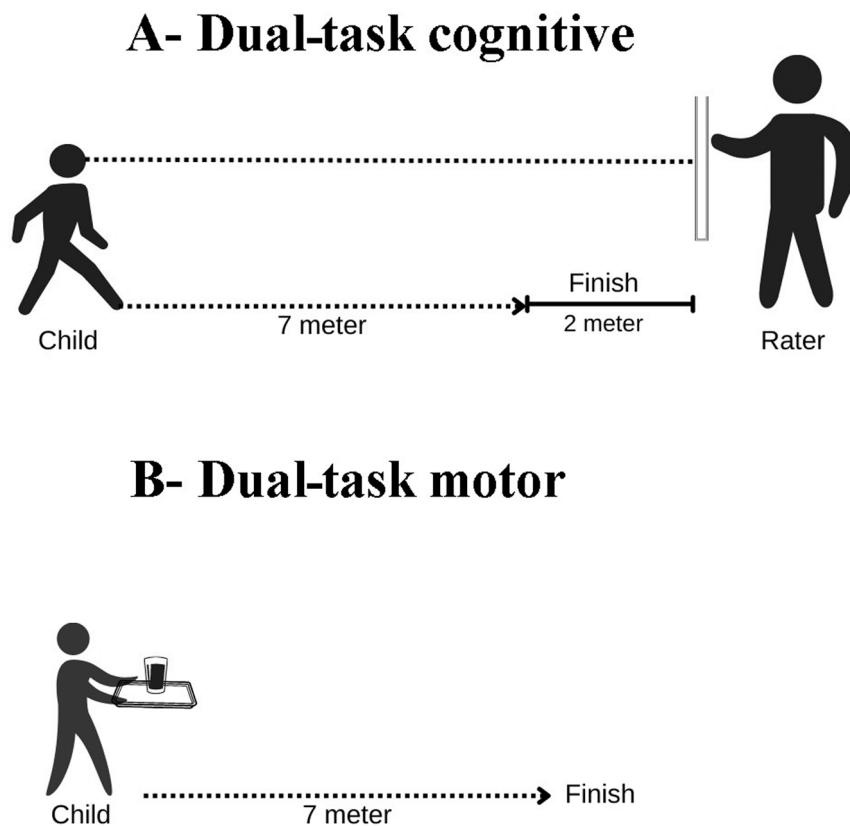 A- Dual-task cognitive
Finish
7 meter
2 meter
Child
Rater
B- Dual-task motor
Finish
Child
7 meter